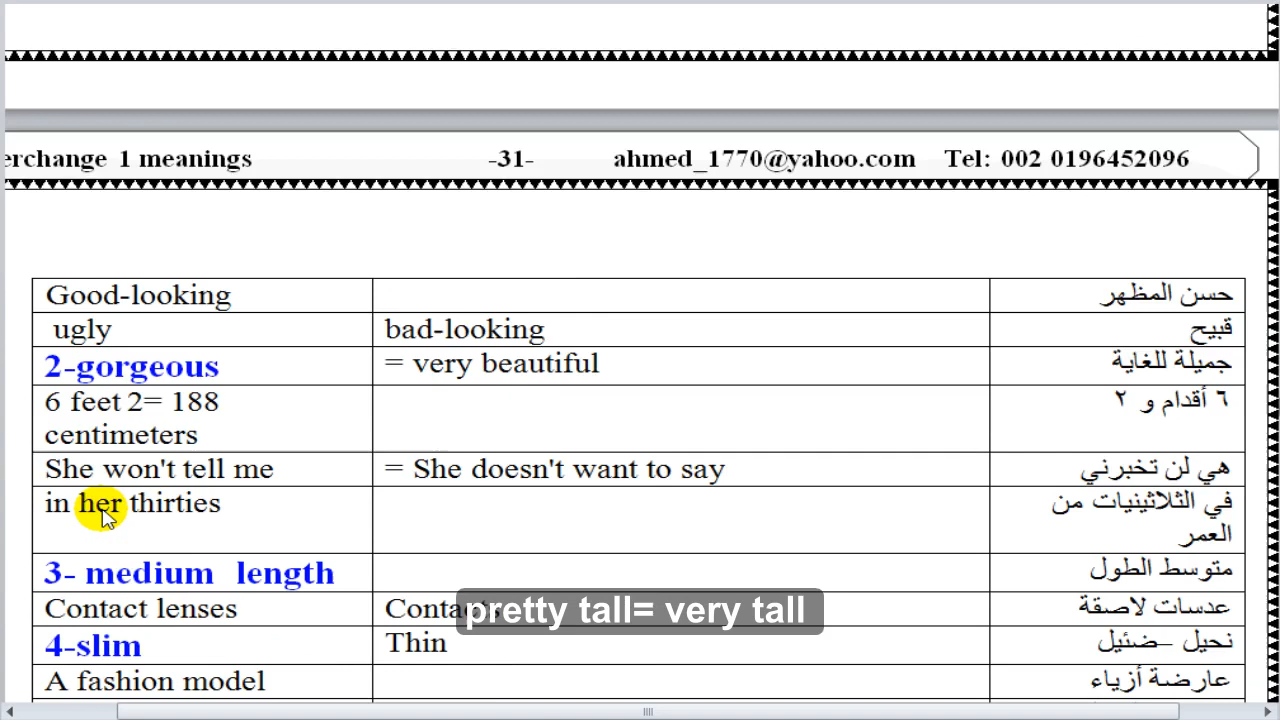 erchange 1 meanings -31- ahmed_1770@yahoo.com Tel: 002 0196452096
Good-looking حسن المظهر
ugly bad-looking قبيح
2-gorgeous = very beautiful جميلة للغاية
6 feet 2= 188 ٦ أقدام و ٢
centimeters
She won't tell me = She doesn't want to say هي لن تخبرني
in her thirties في الثلاثينيات من
العمر
3- medium length متوسط الطول
Contact lenses Contacts عدسات لاصقة
pretty tall= very tall
4-slim Thin نحيل –ضئيل
A fashion model عارضة أزياء